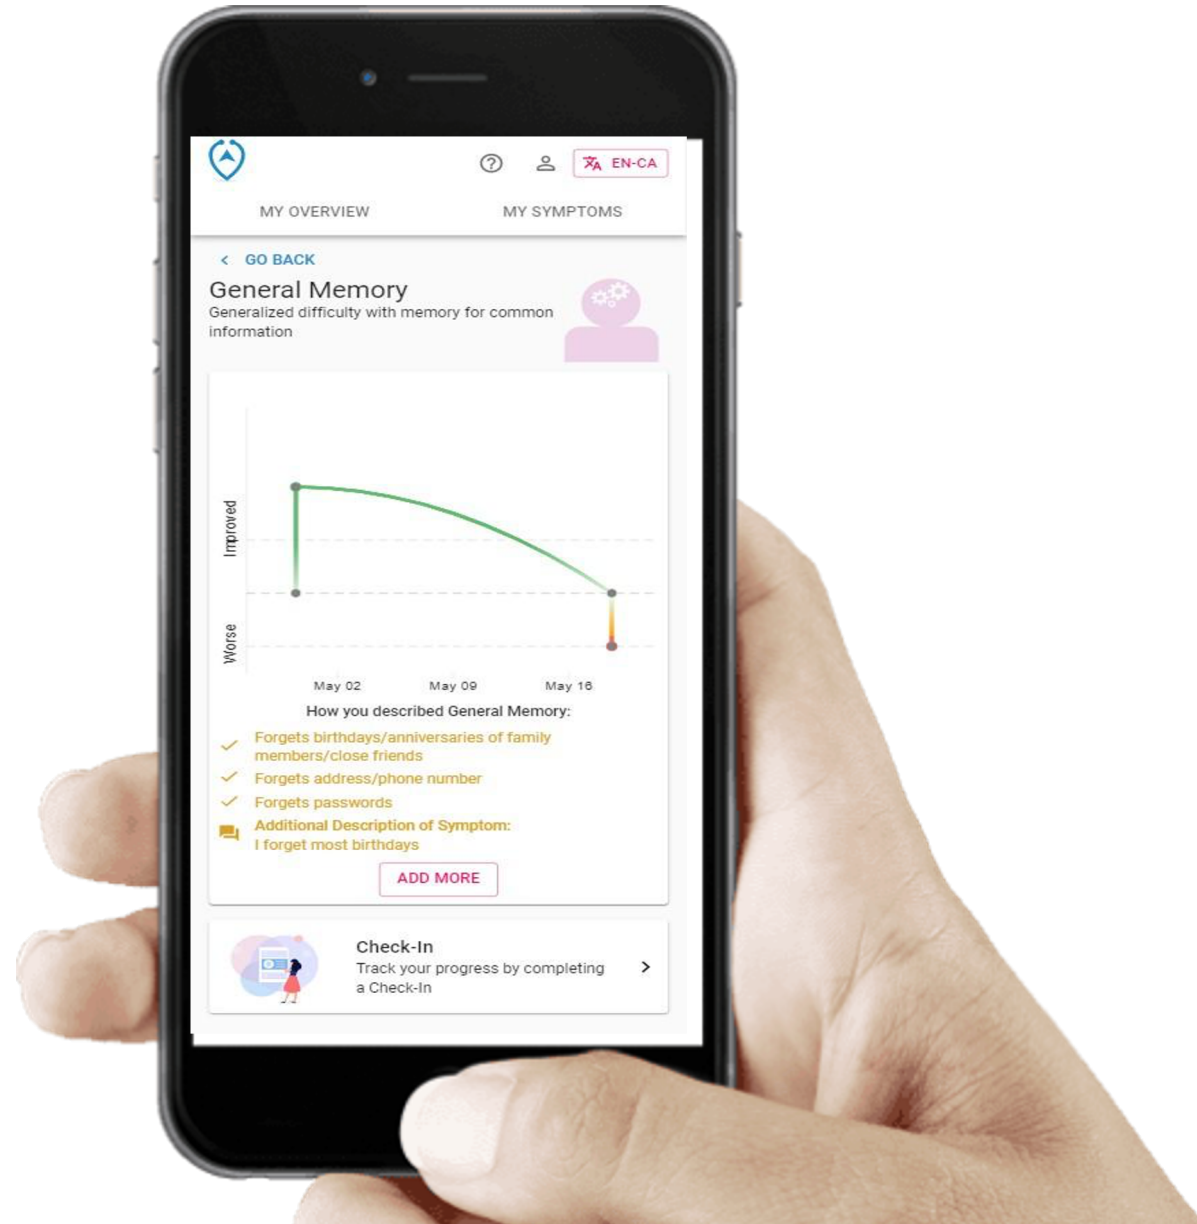 EN-CA
MY OVERVIEW
MY SYMPTOMS
GO BACK
General Memory
Generalized difficulty with memory for common
information
Improved
Worse
May 02
May 09
May 16
How you described General Memory:
Forgets birthdays/anniversaries of family
members/close friends
Forgets address/phone number
Forgets passwords
Additional Description of Symptom:
I forget most birthdays
ADD MORE
Check-In
Track your progress by completing
a Check-In